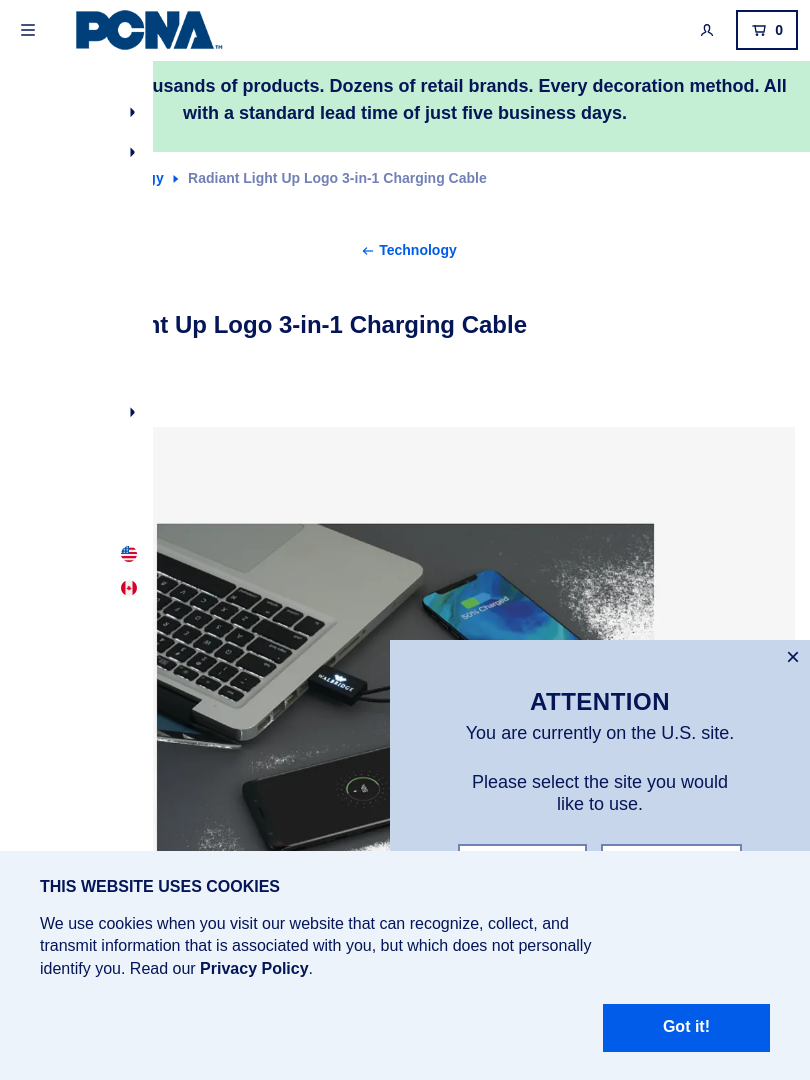 PCNA™
0
usands of products. Dozens of retail brands. Every decoration method. All
with a standard lead time of just five business days.
gy Radiant Light Up Logo 3-in-1 Charging Cable
Technology
nt Up Logo 3-in-1 Charging Cable
50% Charged
WALBRIDGE
×
ATTENTION
You are currently on the U.S. site.
Please select the site you would
like to use.
THIS WEBSITE USES COOKIES
We use cookies when you visit our website that can recognize, collect, and
transmit information that is associated with you, but which does not personally
identify you. Read our Privacy Policy.
Got it!